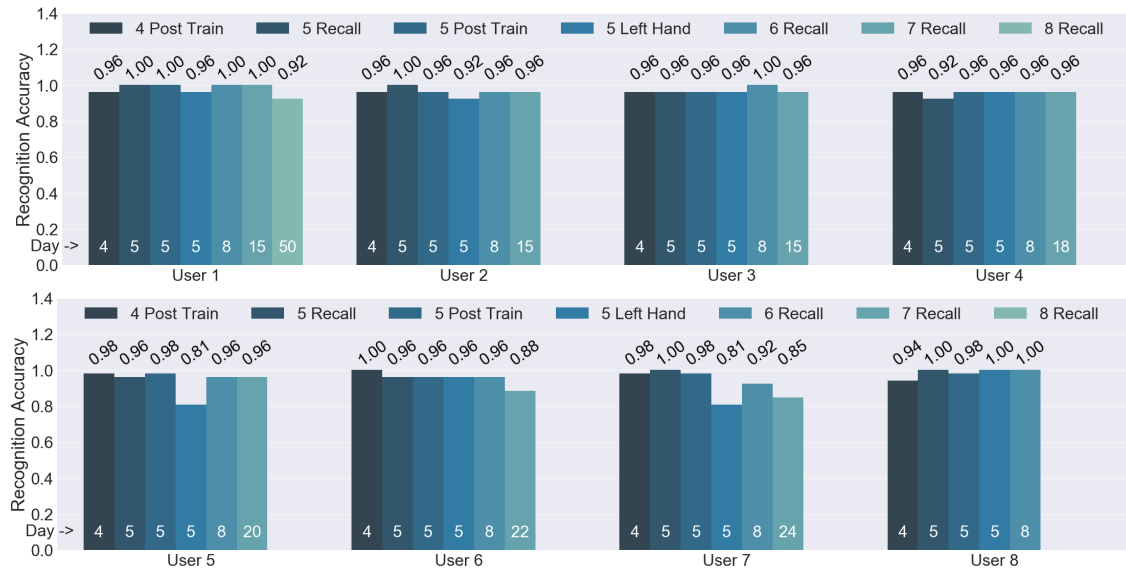 1.4
4 Post Train 5 Recall 5 Post Train 5 Left Hand 6 Recall 7 Recall 8 Recall
1.2
0.96 1.00 1.00 0.96 1.00 1.00 0.92 0.96 1.00 0.96 0.92 0.96 0.96 0.96 0.96 0.96 0.96 1.00 0.96 0.96 0.92 0.96 0.96 0.96 0.96
1.0
0.8
0.6
0.4
0.2
Recognition Accuracy
Day -> 4 5 5 5 8 15 50 4 5 5 5 8 15 4 5 5 5 8 15 4 5 5 5 8 18
0.0
User 1 User 2 User 3 User 4
1.4
4 Post Train 5 Recall 5 Post Train 5 Left Hand 6 Recall 7 Recall 8 Recall
1.2
0.98 0.96 0.98 0.81 0.96 0.96 1.00 0.96 0.96 0.96 0.96 0.88 0.98 1.00 0.98 0.81 0.92 0.85 0.94 1.00 0.98 1.00 1.00
1.0
0.8
0.6
0.4
0.2
Recognition Accuracy
Day -> 4 5 5 5 8 20 4 5 5 5 8 22 4 5 5 5 8 24 4 5 5 5 8
0.0
User 5 User 6 User 7 User 8